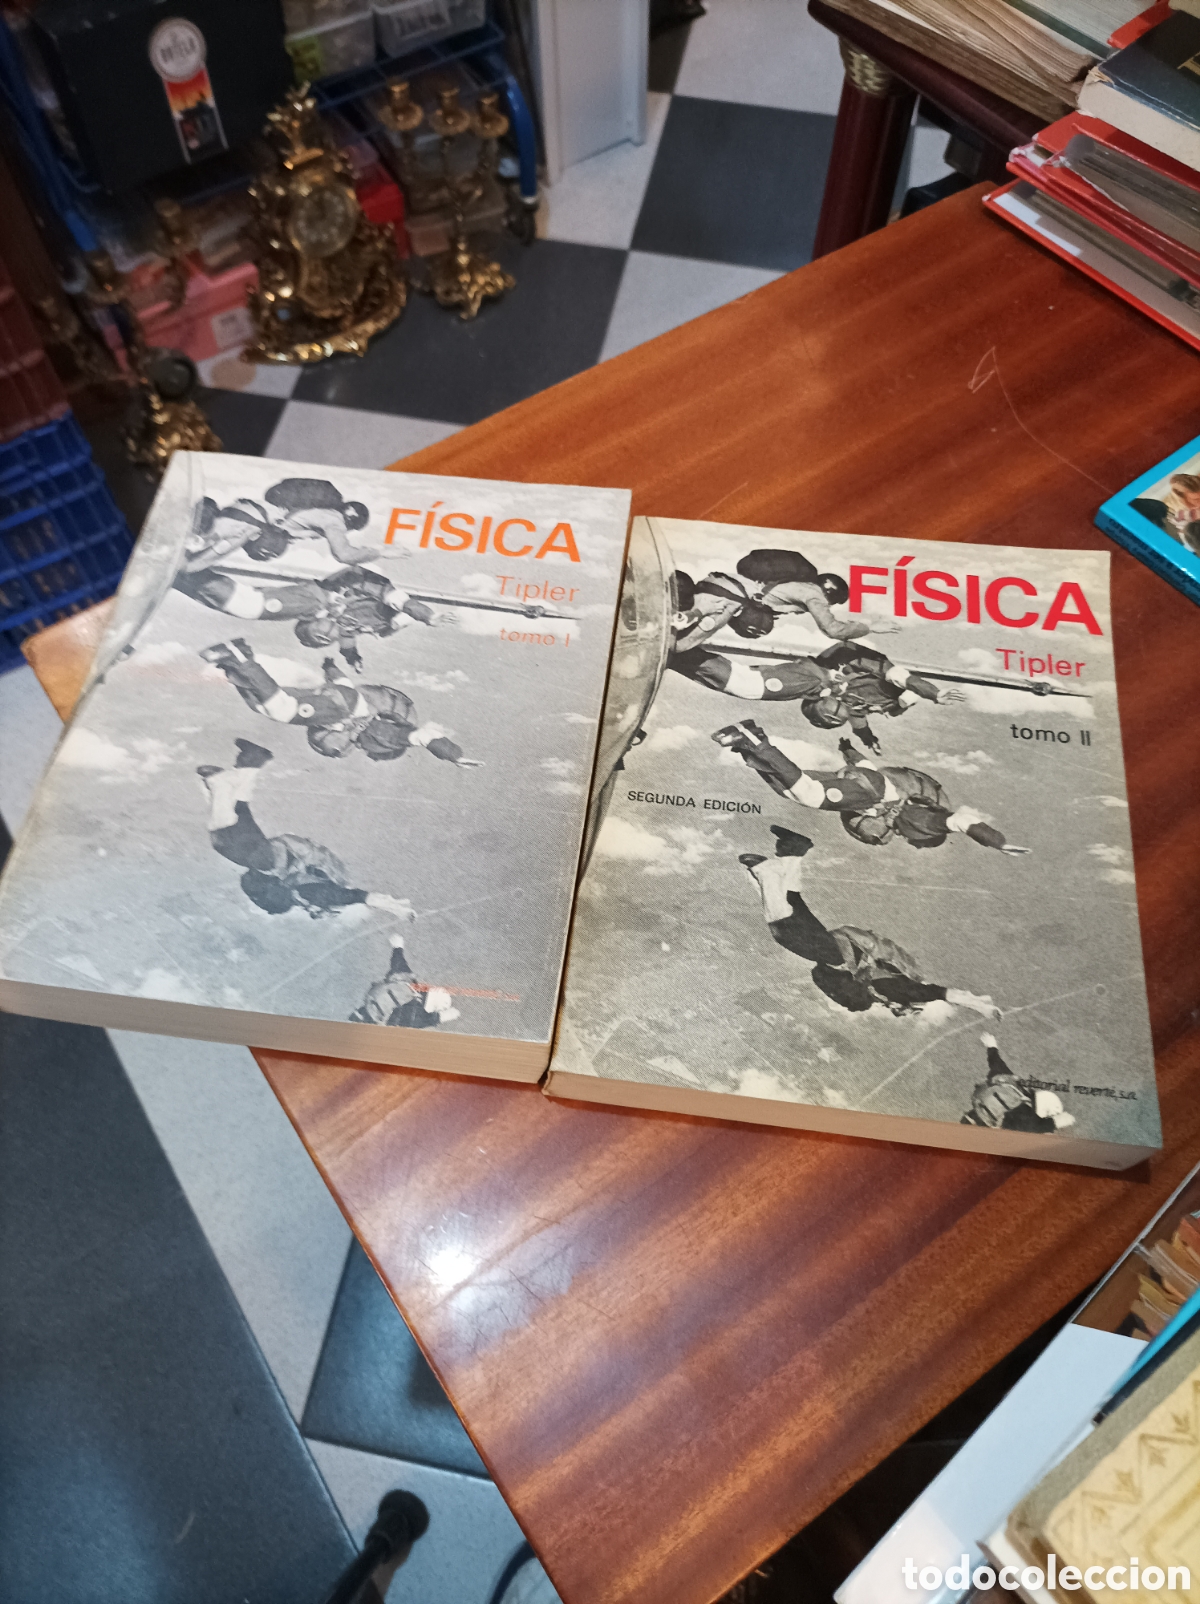 FÍSICA
Tipler
tomo I
FÍSICA
Tipler
tomo II
SEGUNDA EDICIÓN
editorial reverté, s.a.
todocoleccion